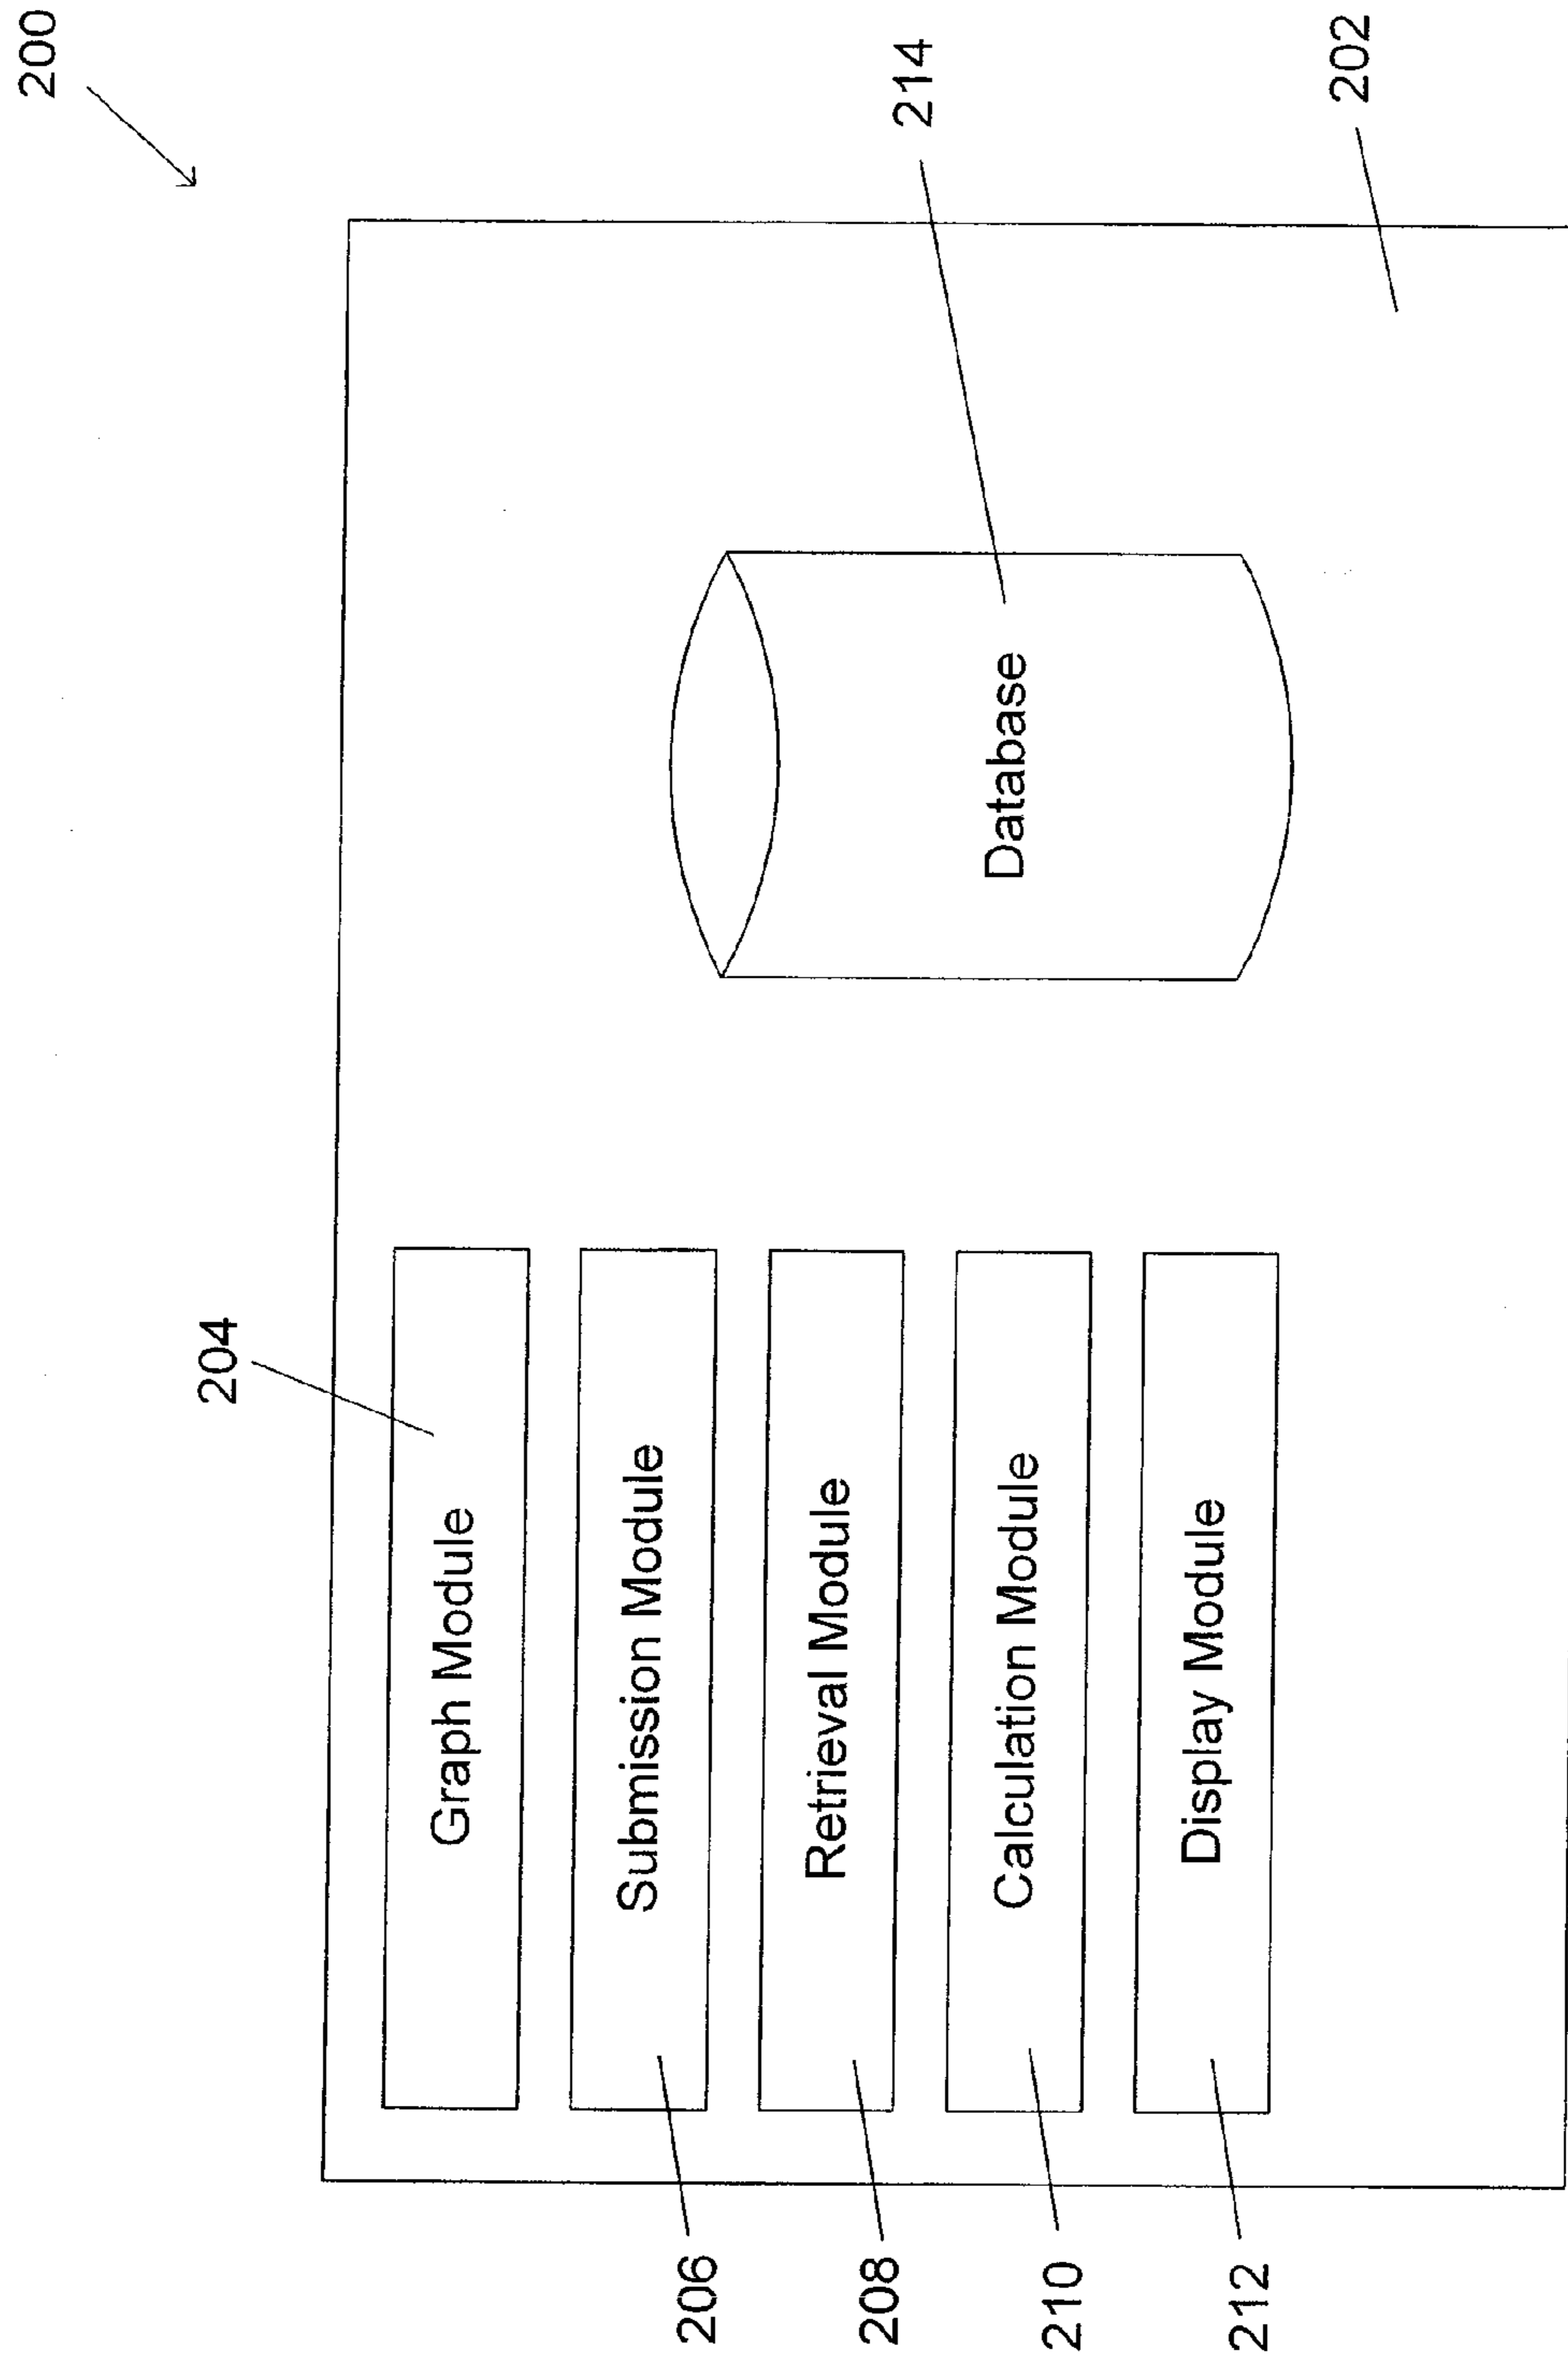 200
204
Graph Module
Submission Module
206
Retrieval Module
208
Calculation Module
210
Display Module
212
Database
214
202